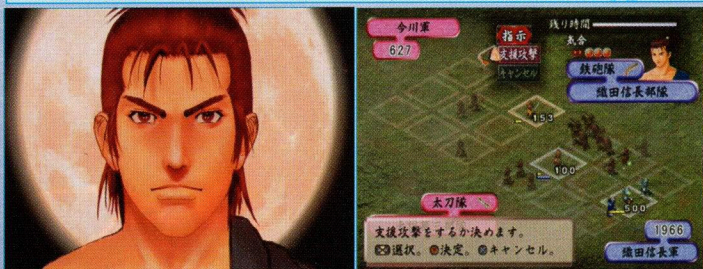 今川軍
627
残り時間
気合
指示
支援攻撃
キャンセル
鉄砲隊
織田信長部隊
153
100
500
太刀隊
支援攻撃をするか決めます。
選択。決定。キャンセル。
1966
織田信長軍